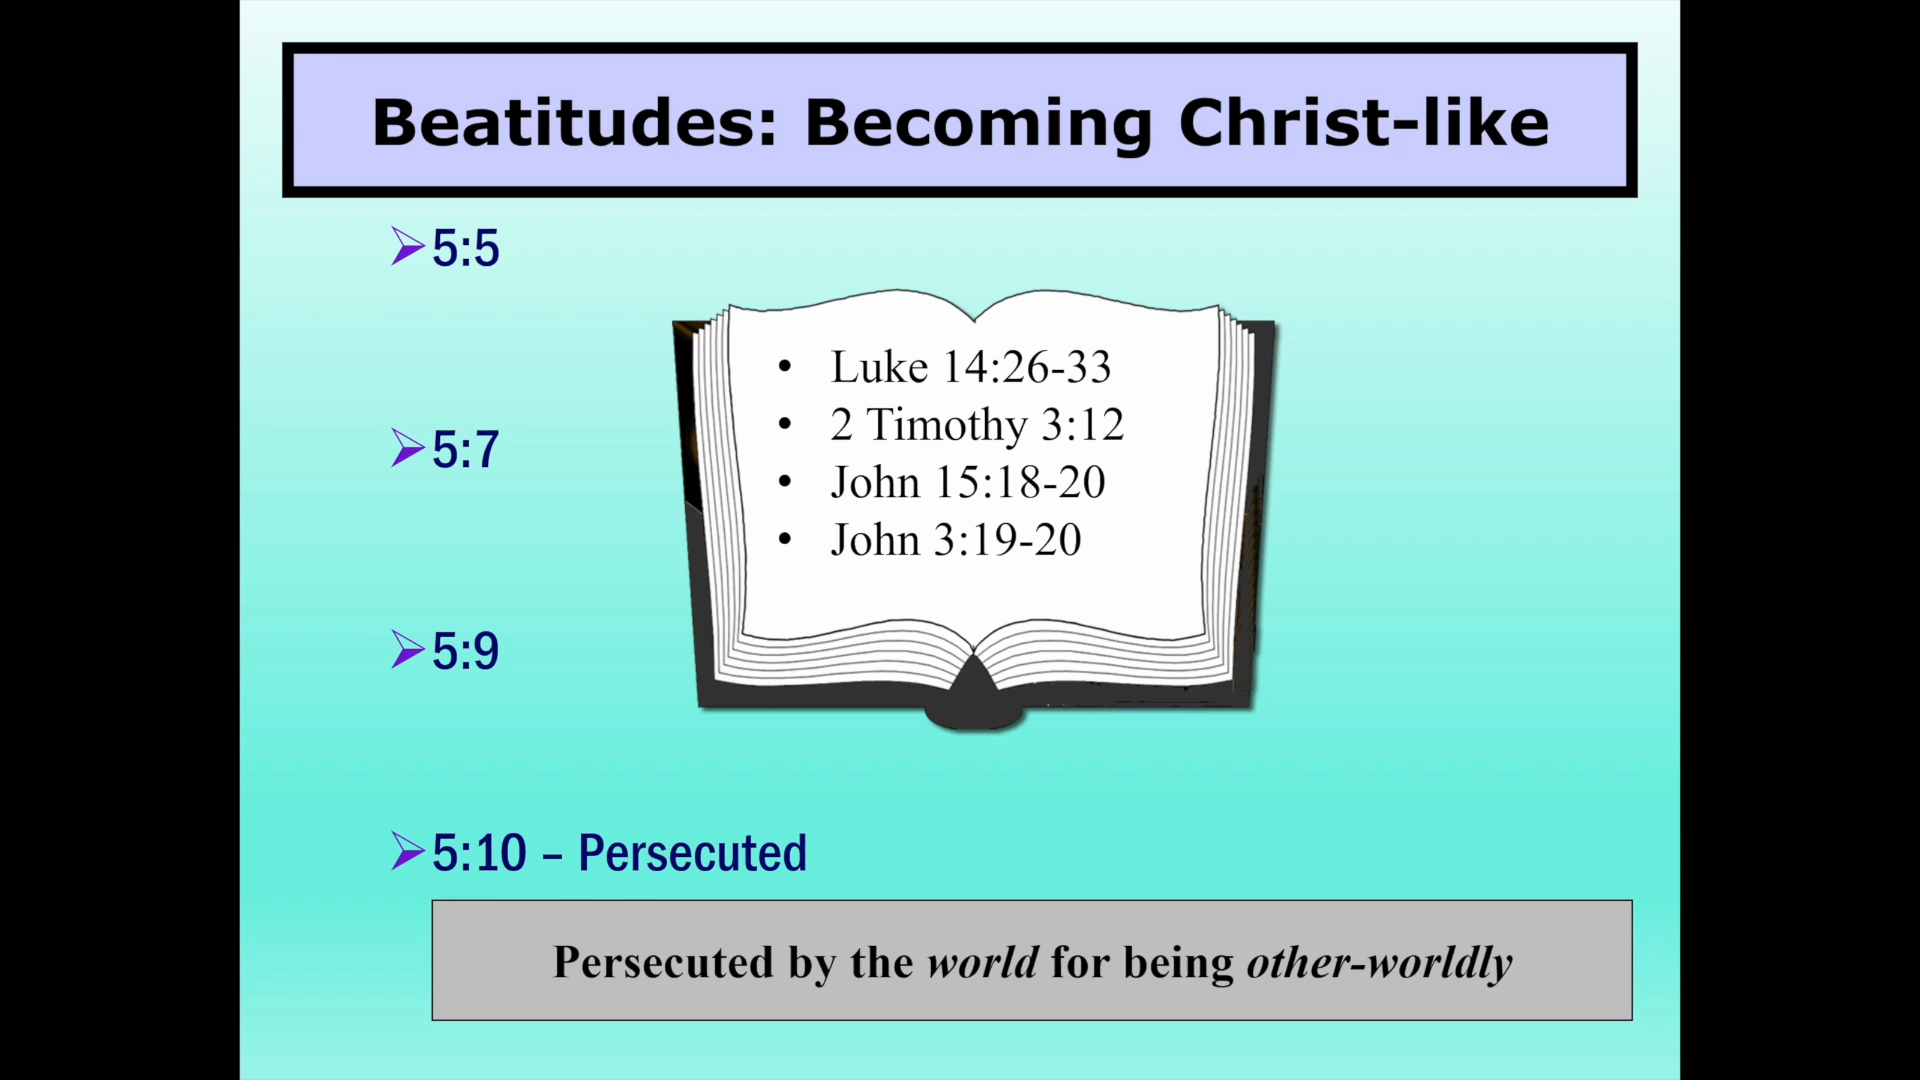 Beatitudes: Becoming Christ-like
5:5
• Luke 14:26-33
• 2 Timothy 3:12
• John 15:18-20
• John 3:19-20
5:7
5:9
5:10 – Persecuted
Persecuted by the world for being other-worldly